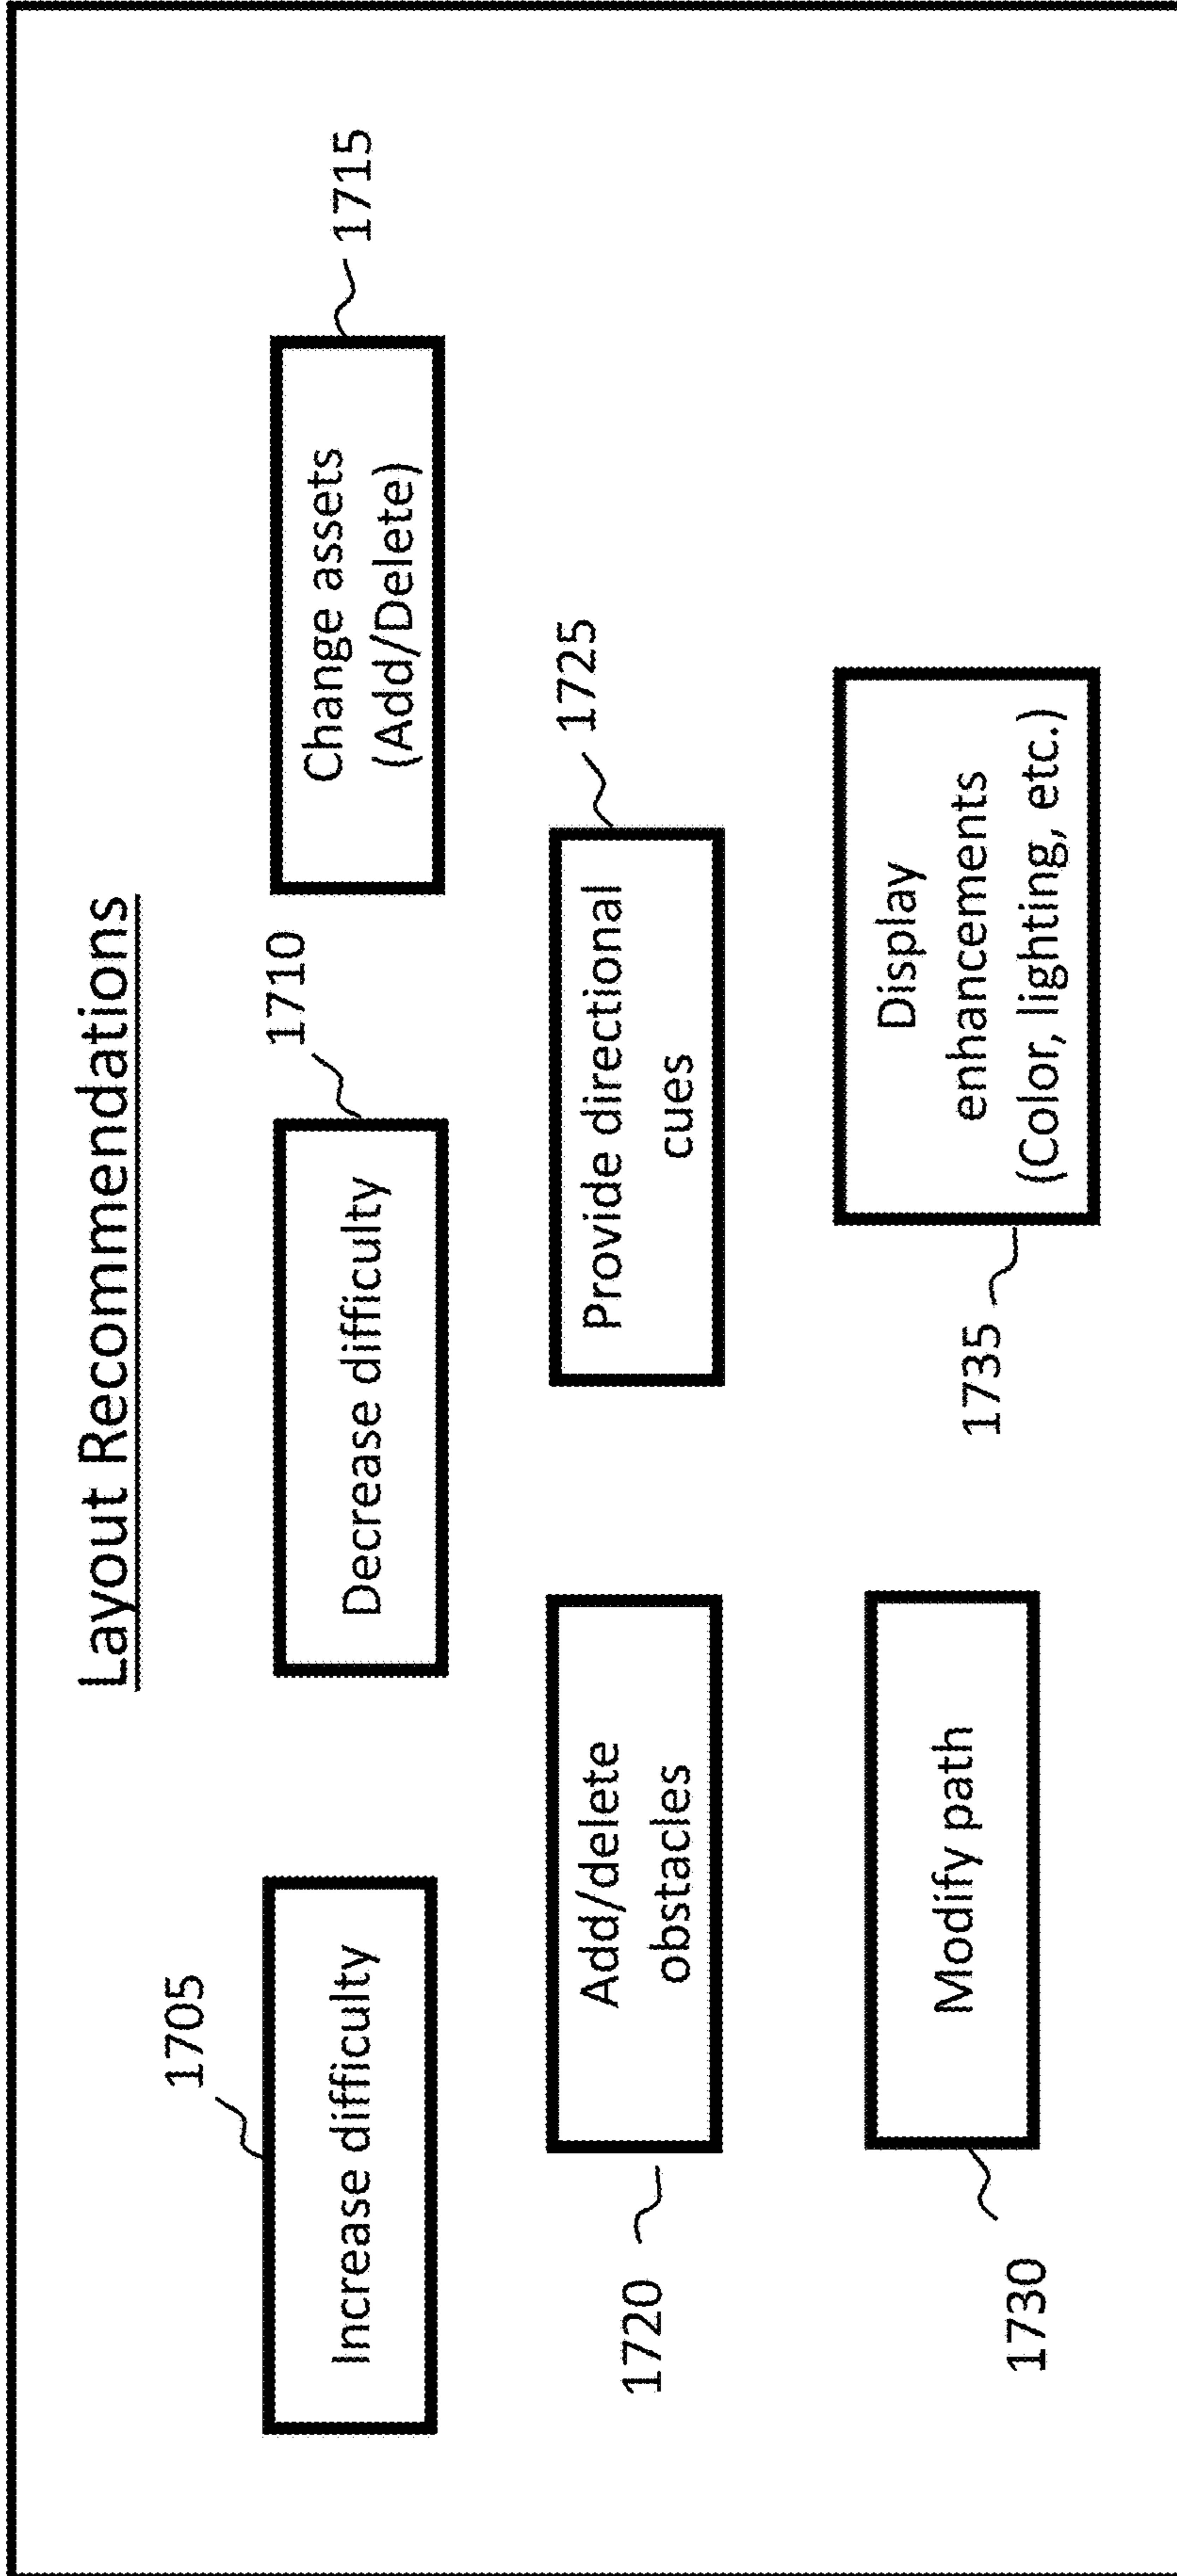 Layout Recommendations
1705
Increase difficulty
1710
Decrease difficulty
1715
Change assets
(Add/Delete)
1720
Add/delete
obstacles
1725
Provide directional
cues
1730
Modify path
1735
Display
enhancements
(Color, lighting, etc.)